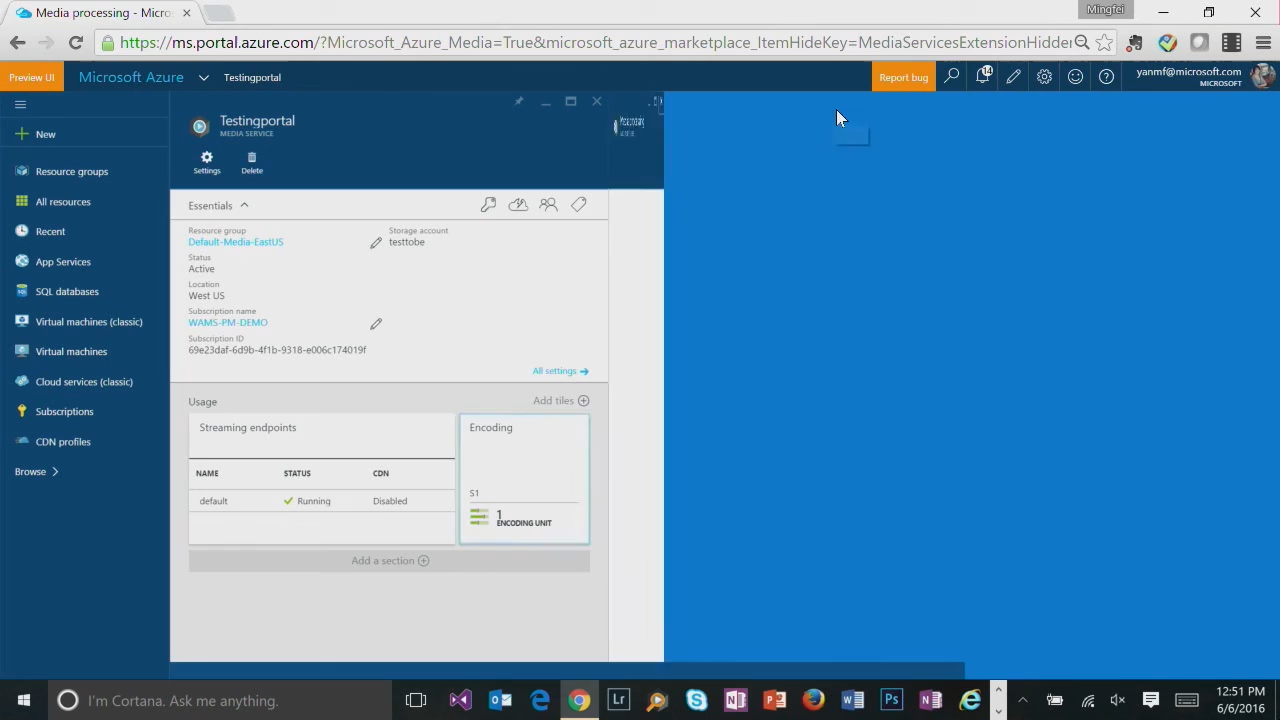 Mingfei
Media processing - Micros
https://ms.portal.azure.com/?Microsoft_Azure_Media=True&microsoft_azure_marketplace_ItemHideKey=MediaServicesExtensionHidden
Preview UI
Microsoft Azure
Testingportal
Report bug
14
yanmf@microsoft.com
MICROSOFT
New
Resource groups
All resources
Recent
App Services
SQL databases
Virtual machines (classic)
Virtual machines
Cloud services (classic)
Subscriptions
CDN profiles
Browse
Testingportal
MEDIA SERVICE
Settings
Delete
Essentials
Resource group
Default-Media-EastUS
Storage account
testtobe
Status
Active
Location
West US
Subscription name
WAMS-PM-DEMO
Subscription ID
69e23daf-6d9b-4f1b-9318-e006c174019f
All settings
Usage
Add tiles
Streaming endpoints
NAME STATUS CDN
default Running Disabled
Encoding
S1
1
ENCODING UNIT
Add a section
I'm Cortana. Ask me anything.
12:51 PM
6/6/2016